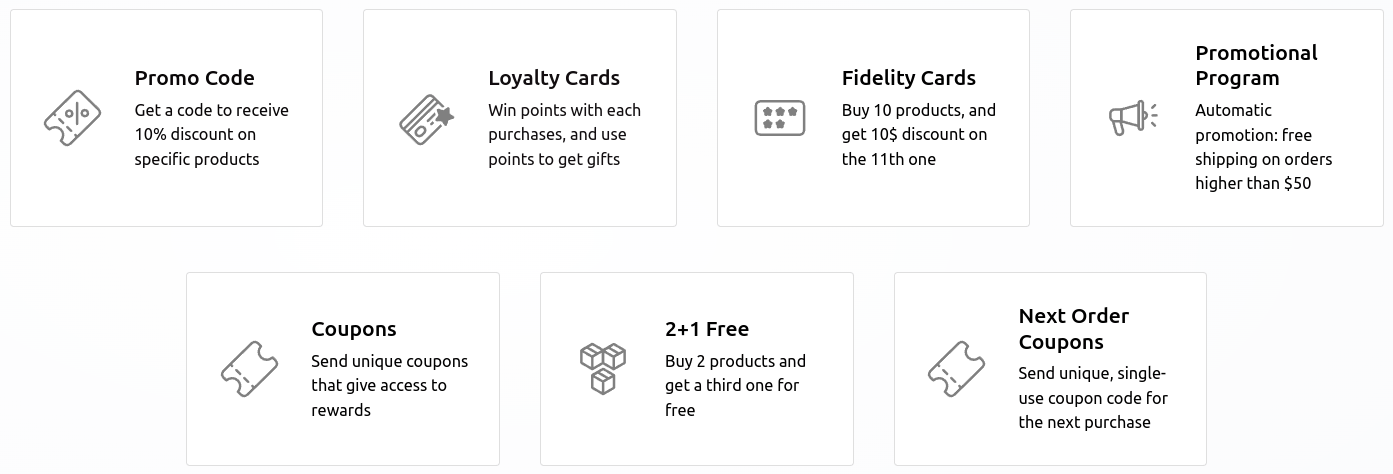 Promo Code
Get a code to receive
10% discount on
specific products
Loyalty Cards
Win points with each
purchases, and use
points to get gifts
Fidelity Cards
Buy 10 products, and
get 10$ discount on
the 11th one
Promotional
Program
Automatic
promotion: free
shipping on orders
higher than $50
Coupons
Send unique coupons
that give access to
rewards
2+1 Free
Buy 2 products and
get a third one for
free
Next Order
Coupons
Send unique, single-
use coupon code for
the next purchase